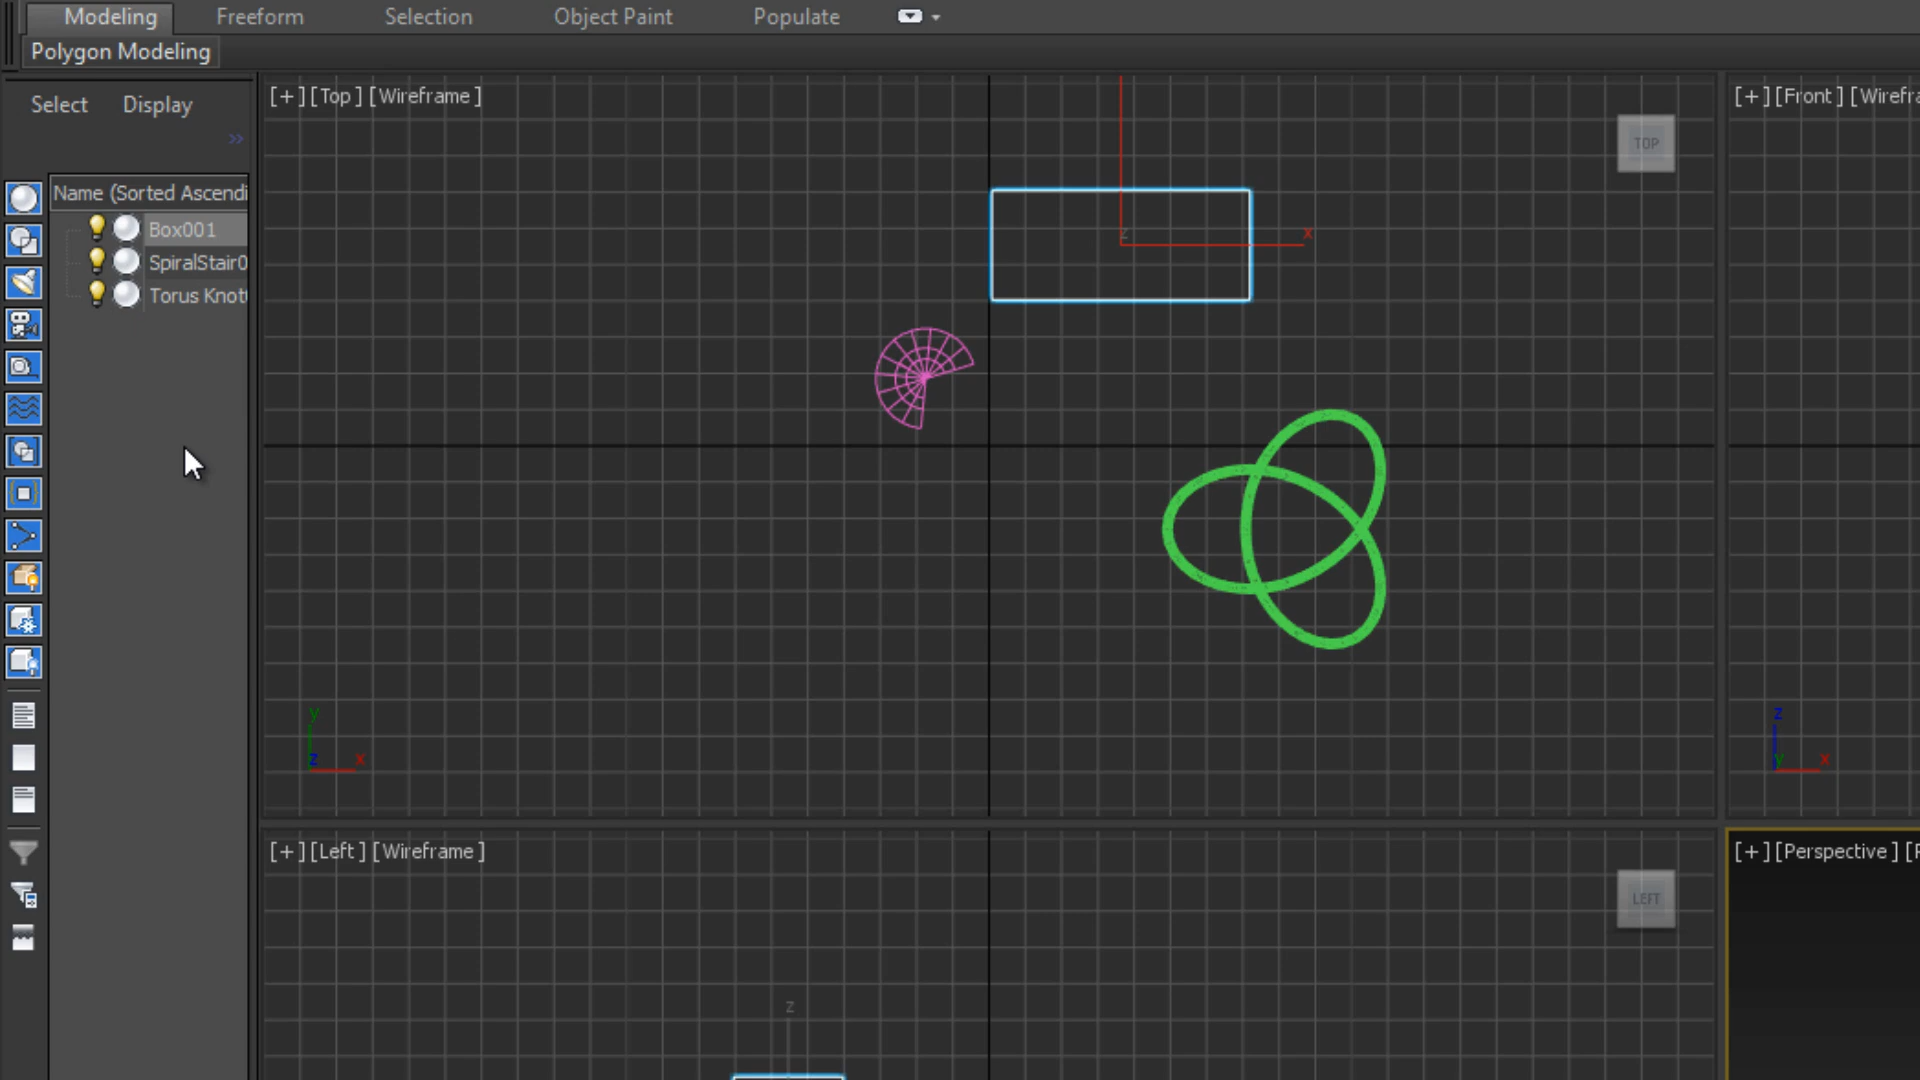 Modeling Freeform Selection Object Paint Populate
Polygon Modeling
Select Display
Name (Sorted Ascendi
Box001
SpiralStair0
Torus Knot
[+][Top][Wireframe]
TOP
z x
y
z x
[+][Front][Wirefra
z
y x
[+][Left][Wireframe]
LEFT
z
[+][Perspective]